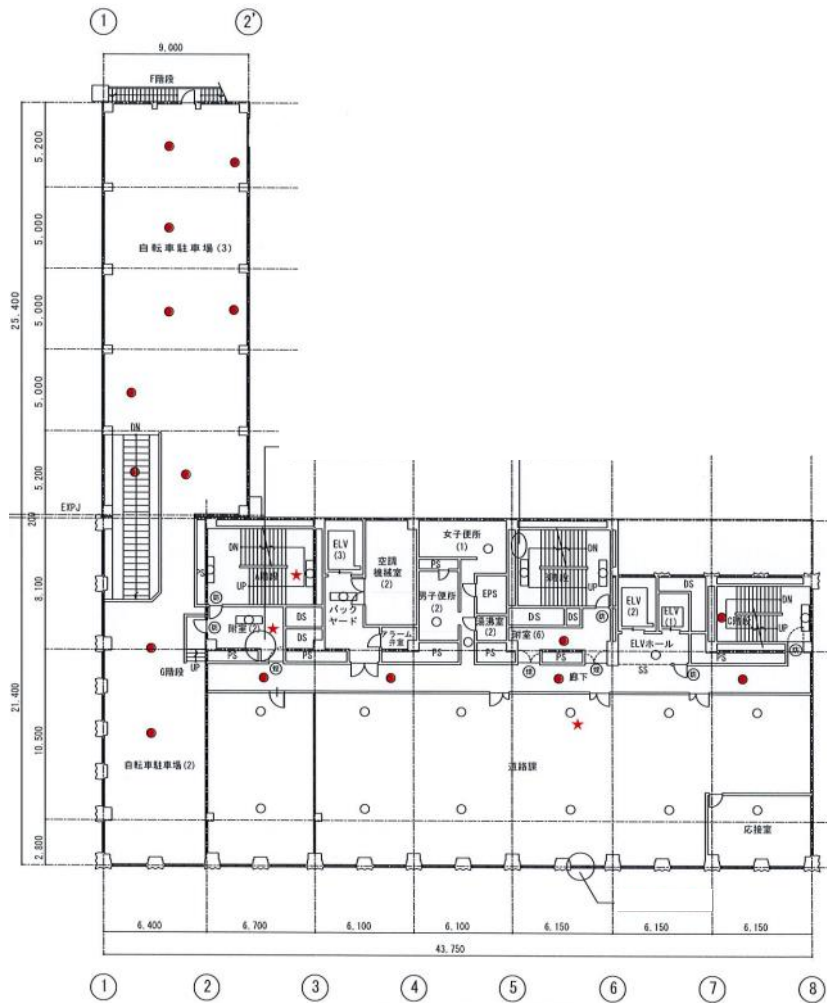 1
2'
9,000
F階段
5,200
5,000
自転車駐車場(3)
25,400
5,000
5,000
DN
5,200
EXPJ
200
女子便所
(1)
ELV
(3)
空調
機械室
(2)
DN
A階段
UP
PS
PS
男子便所
(2)
EPS
DN
B階段
UP
8,100
バック
ヤード
DS
DS
附室(2)
アラーム
弁室
湯沸室
(2)
DS
DS
附室(6)
ELV
(2)
ELV
(1)
DS
DN
C階段
UP
ELVホール
SS
G階段
UP
PS
PS
PS
PS
PS
PS
廊下
21,400
10,500
自転車駐車場(2)
道路課
応接室
2,800
6,400
6,700
6,100
6,100
6,150
6,150
6,150
43,750
1
2
3
4
5
6
7
8